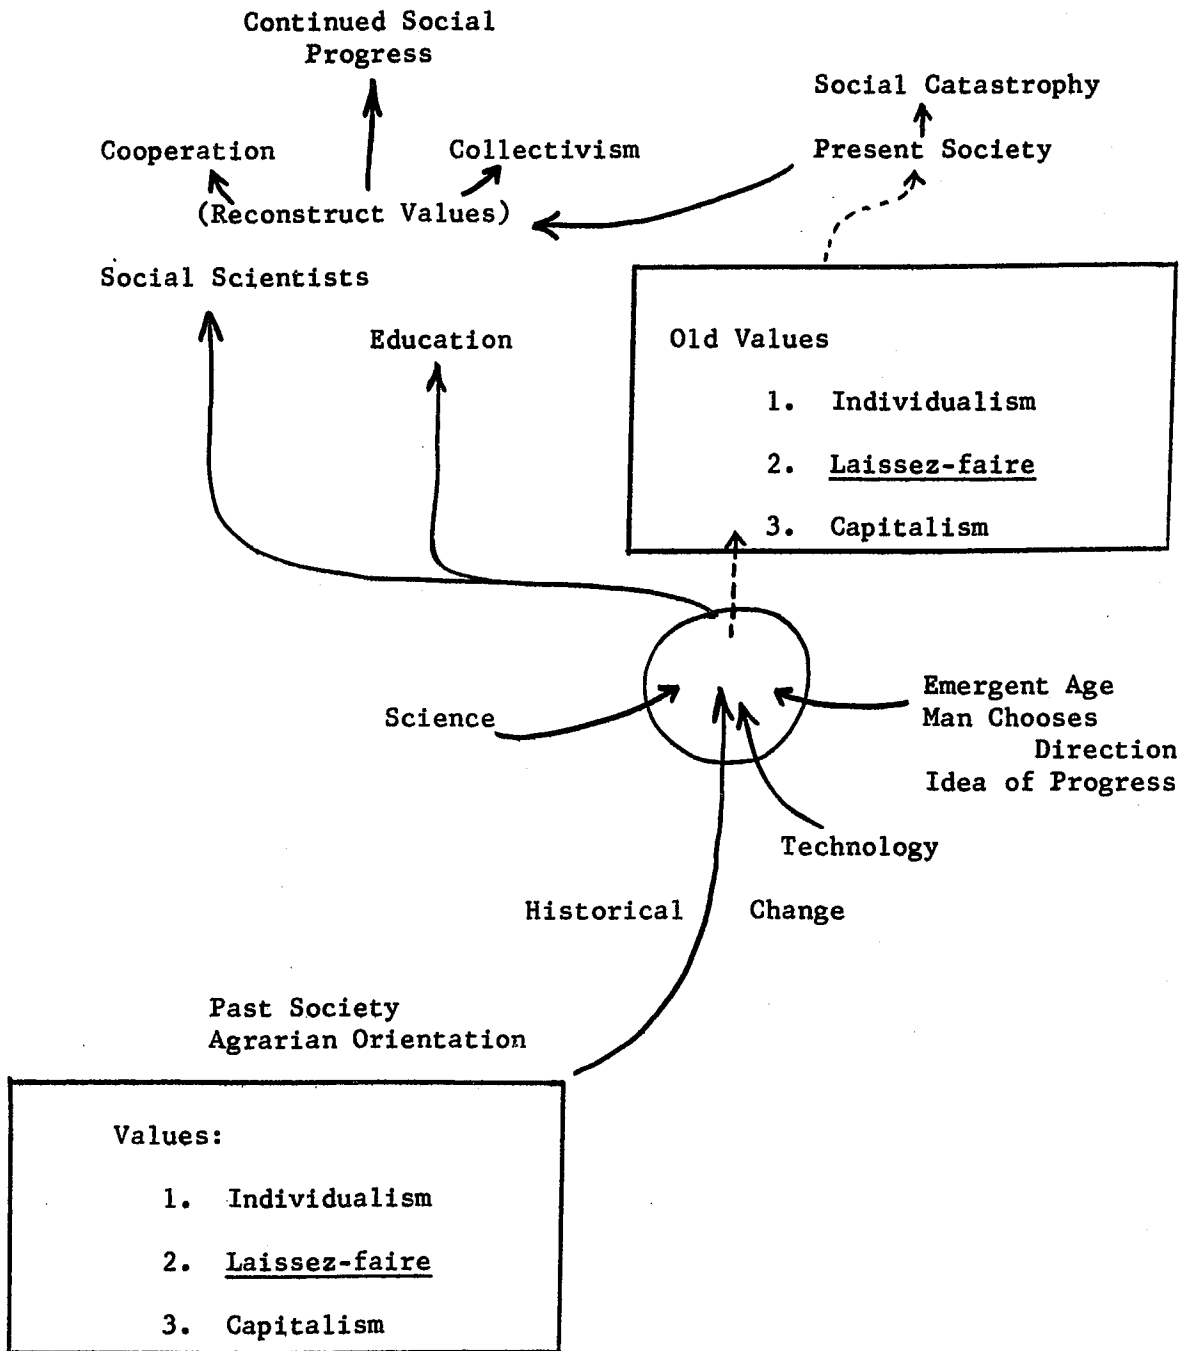 Continued Social
Progress
Social Catastrophy
Cooperation
Collectivism
Present Society
(Reconstruct Values)
Social Scientists
Education
Old Values
1. Individualism
2. Laissez-faire
3. Capitalism
Emergent Age
Man Chooses
Direction
Idea of Progress
Science
Technology
Historical Change
Past Society
Agrarian Orientation
Values:
1. Individualism
2. Laissez-faire
3. Capitalism